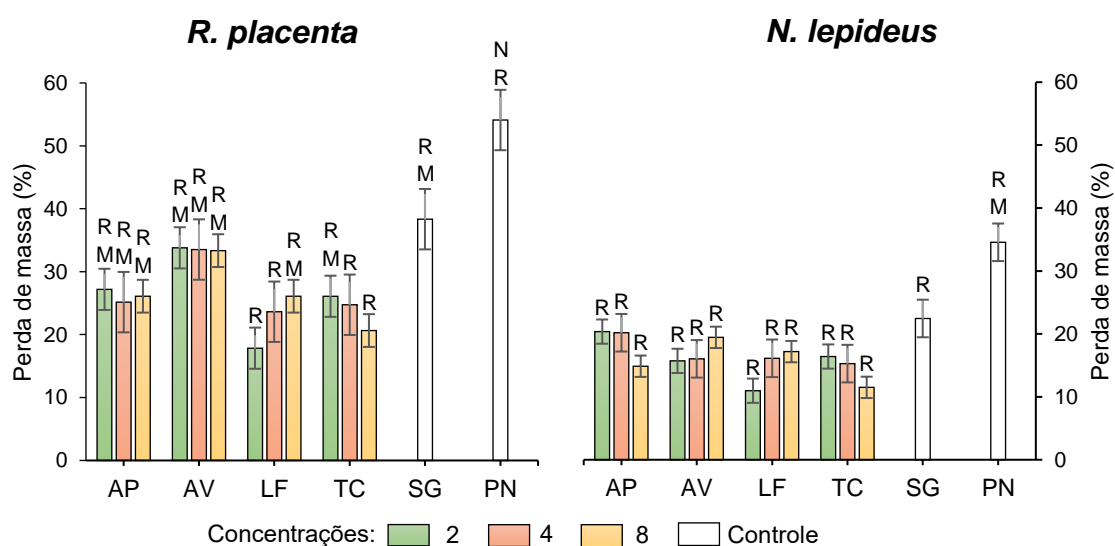 R. placenta
N. lepideus
Perda de massa (%)
60
50
40
30
20
10
0
R
M
R
M
R
M
R
M
R
M
R
M
R
R
R
M
R
M
R
R
R
M
N
R
AP
AV
LF
TC
SG
PN
R
R
R
R
R
R
R
R
R
R
R
R
R
R
M
60
50
40
30
20
10
0
Perda de massa (%)
AP
AV
LF
TC
SG
PN
Concentrações: 2 4 8 Controle